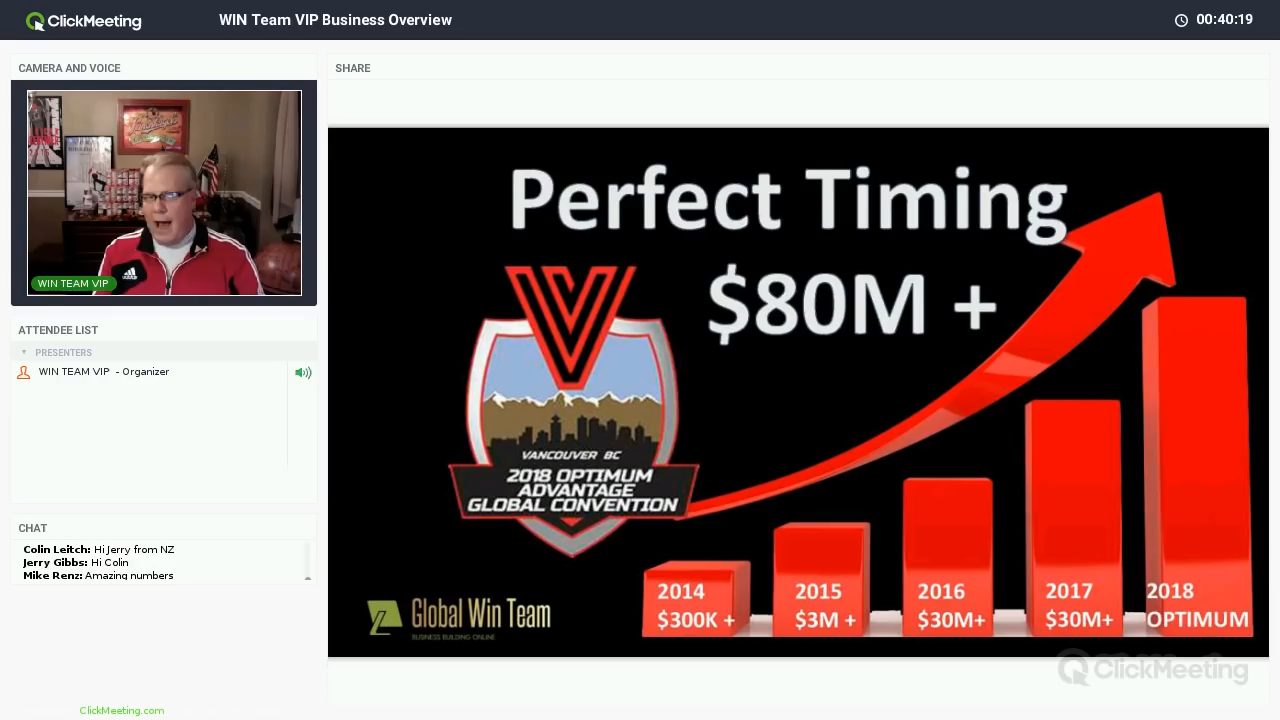 ClickMeeting
WIN Team VIP Business Overview
00:40:19
CAMERA AND VOICE
WIN TEAM VIP
ATTENDEE LIST
PRESENTERS
WIN TEAM VIP - Organizer
CHAT
Colin Leitch: Hi Jerry from NZ
Jerry Gibbs: Hi Colin
Mike Renz: Amazing numbers
ClickMeeting.com
SHARE
Perfect Timing
$80M +
VANCOUVER BC
2018 OPTIMUM
ADVANTAGE
GLOBAL CONVENTION
2014
$300K +
2015
$3M +
2016
$30M+
2017
$30M+
2018
OPTIMUM
Global Win Team
BUSINESS BUILDING ONLINE
ClickMeeting